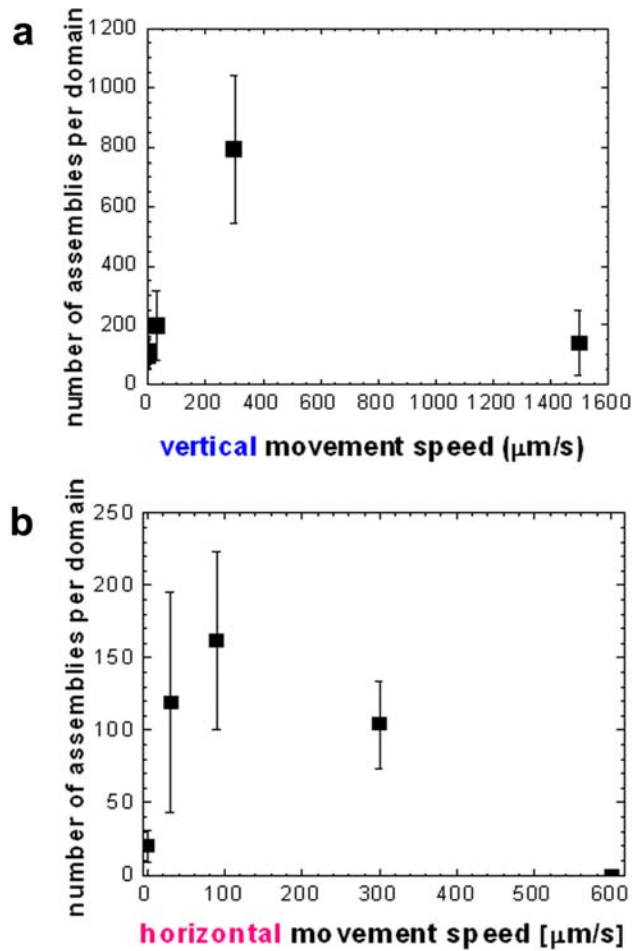 a
number of assemblies per domain
1200
1000
800
600
400
200
0
0 200 400 600 800 1000 1200 1400 1600
vertical movement speed (μm/s)
b
number of assemblies per domain
250
200
150
100
50
0
0 100 200 300 400 500 600
horizontal movement speed [μm/s]